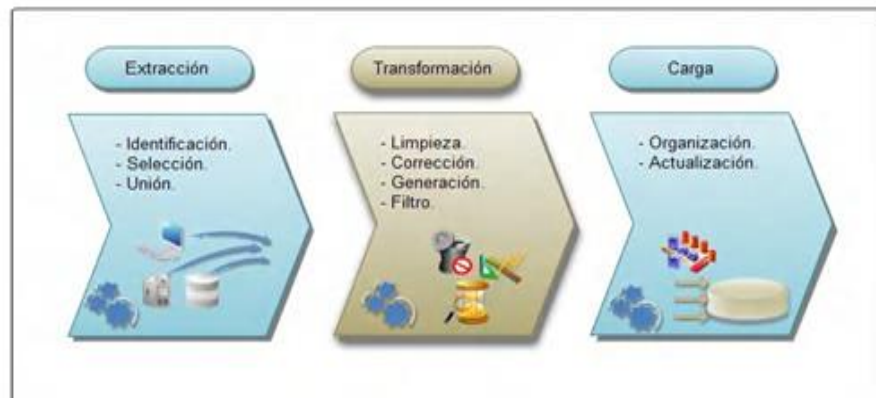 Extracción
- Identificación.
- Selección.
- Unión.
Transformación
- Limpieza.
- Corrección.
- Generación.
- Filtro.
Carga
- Organización.
- Actualización.